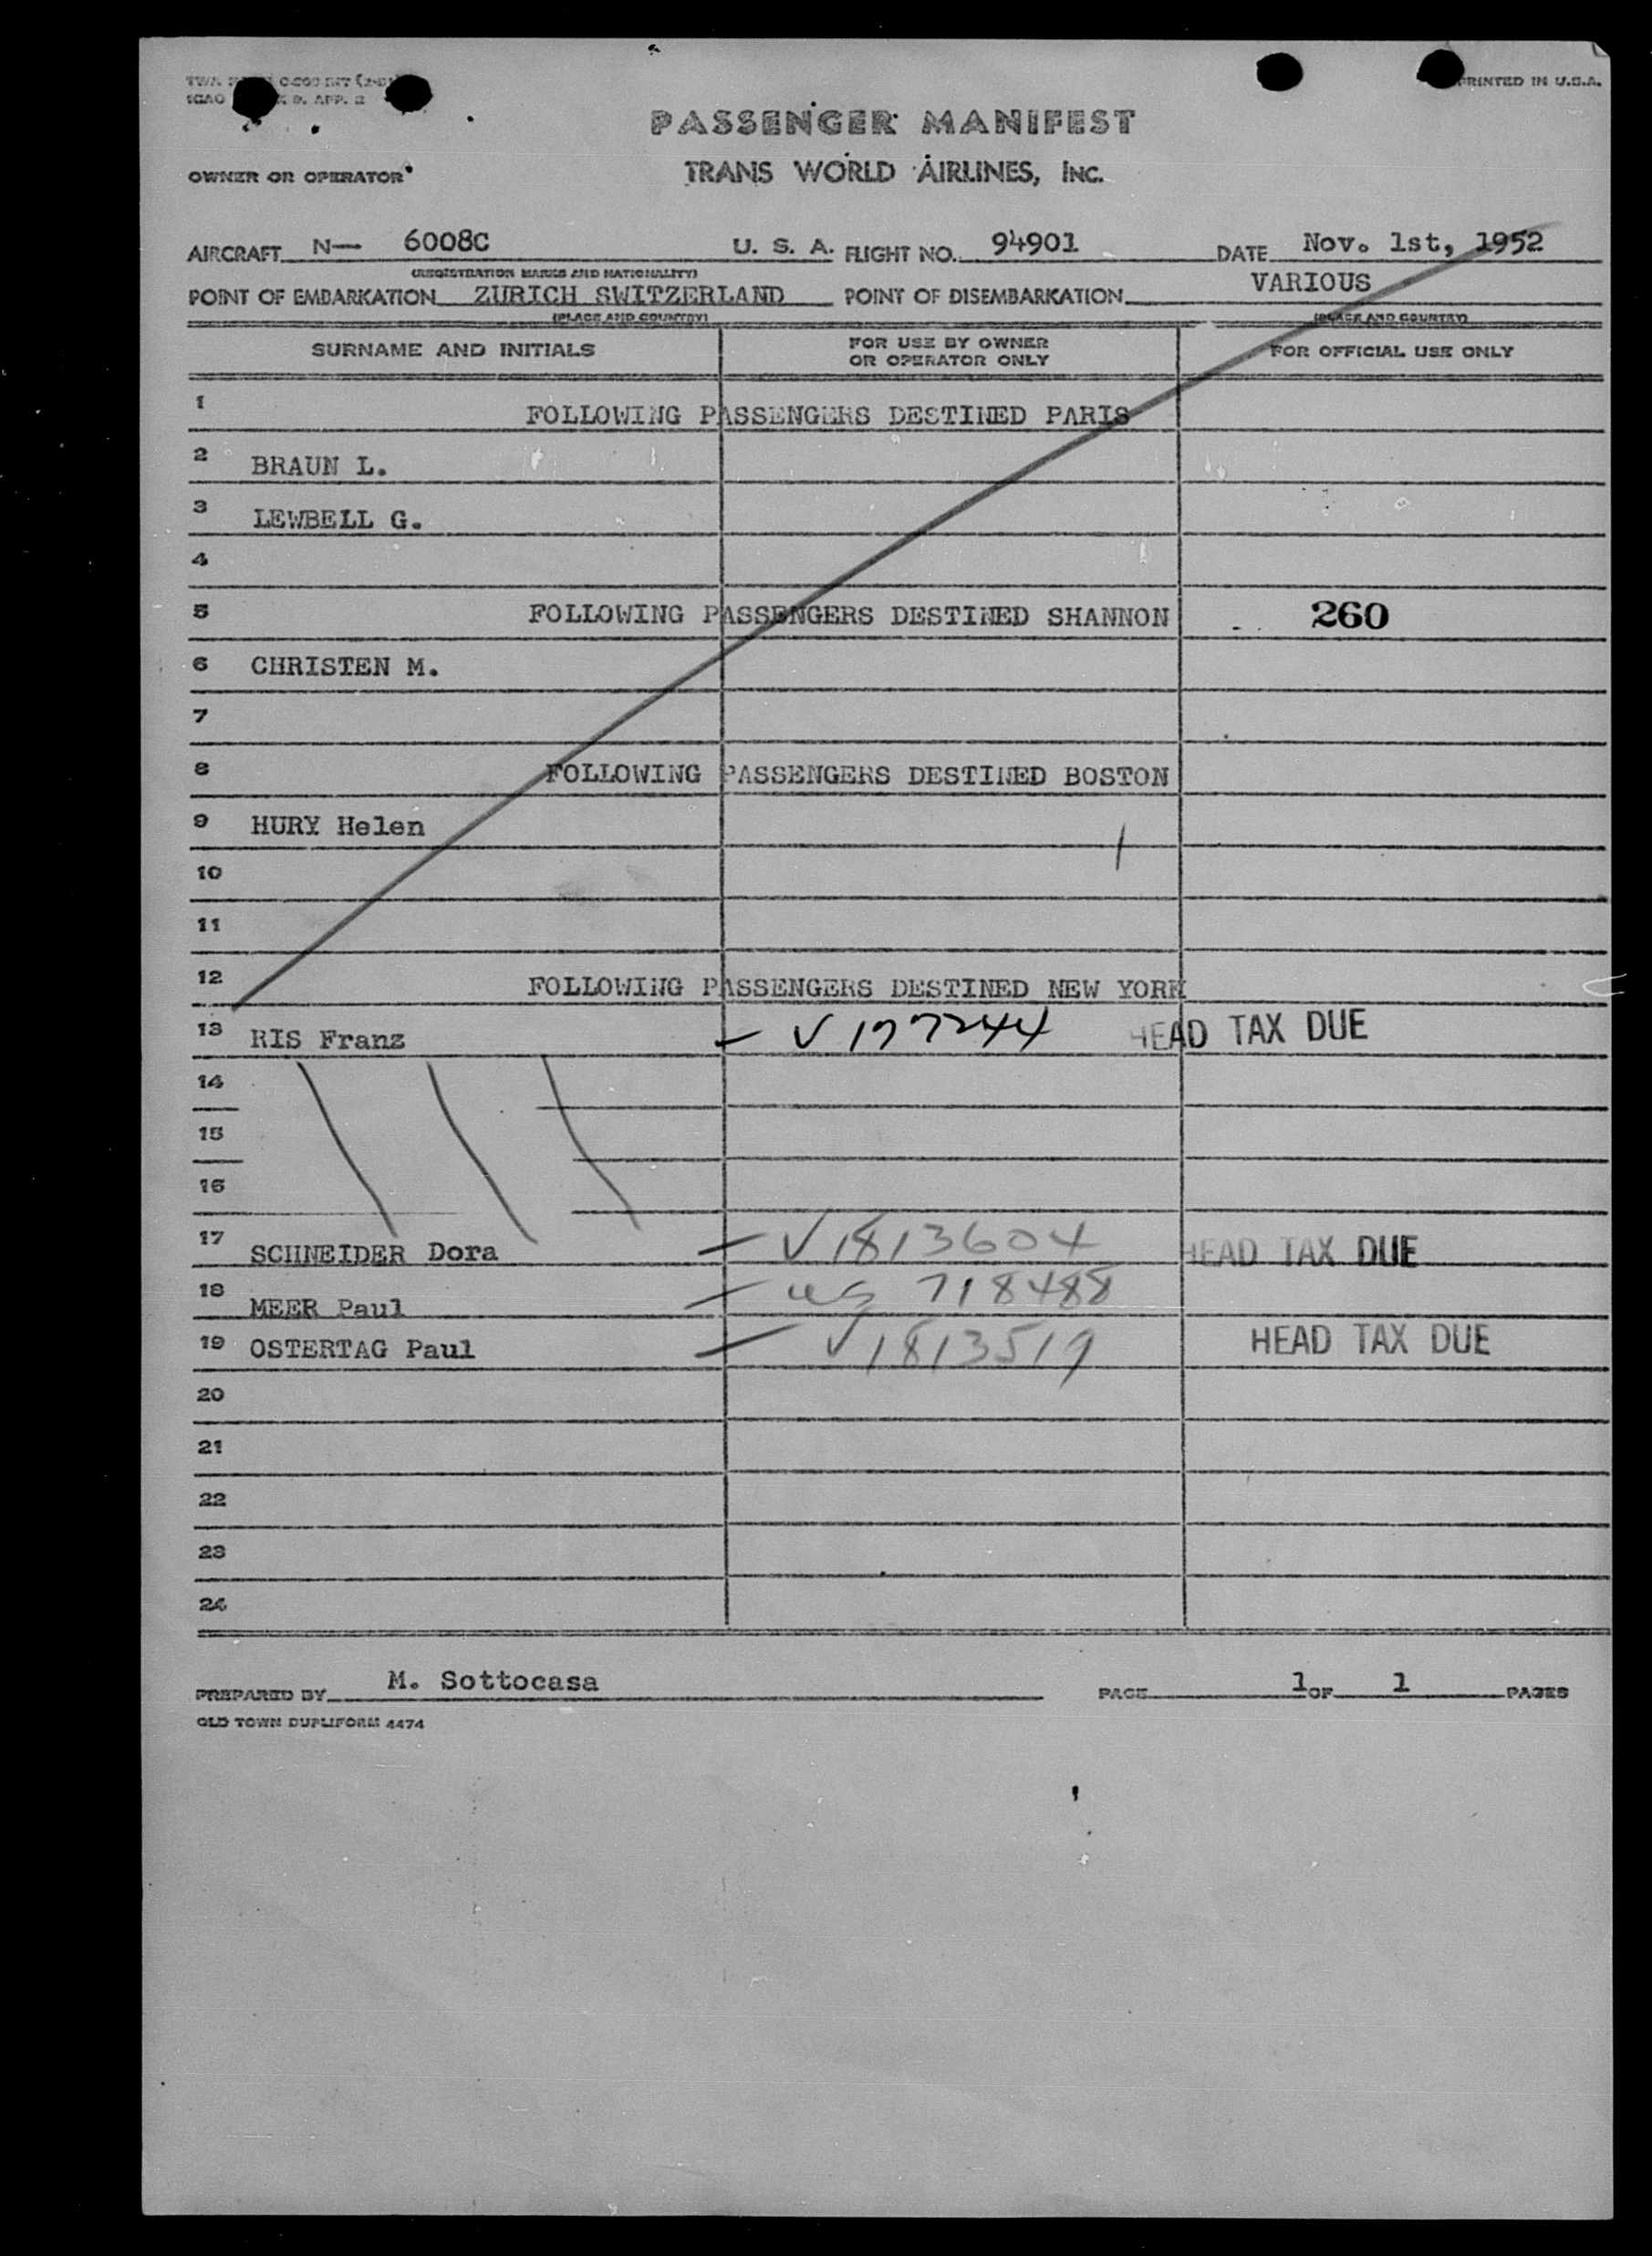 PRINTED IN U.S.A.
PASSENGER MANIFEST
OWNER OR OPERATOR
TRANS WORLD AIRLINES, INC.
AIRCRAFT N— 6008C U. S. A. FLIGHT NO. 94901 DATE Nov. 1st, 1952
(REGISTRATION MARKS AND NATIONALITY)
POINT OF EMBARKATION ZURICH SWITZERLAND POINT OF DISEMBARKATION VARIOUS
(PLACE AND COUNTRY) (PLACE AND COUNTRY)
SURNAME AND INITIALS FOR USE BY OWNER OR OPERATOR ONLY FOR OFFICIAL USE ONLY
1 FOLLOWING PASSENGERS DESTINED PARIS
2 BRAUN L.
3 LEWBELL G.
4
5 FOLLOWING PASSENGERS DESTINED SHANNON 260
6 CHRISTEN M.
7
8 FOLLOWING PASSENGERS DESTINED BOSTON
9 HURY Helen
10
11
12 FOLLOWING PASSENGERS DESTINED NEW YORK
13 RIS Franz – V 177244 HEAD TAX DUE
14
15
16
17 SCHNEIDER Dora – V 1813604 HEAD TAX DUE
18 MEER Paul – US 718488
19 OSTERTAG Paul – V 1813519 HEAD TAX DUE
20
21
22
23
24
PREPARED BY M. Sottocasa PAGE 1 OF 1 PAGES
OLD TOWN DUPLIFORM 4474